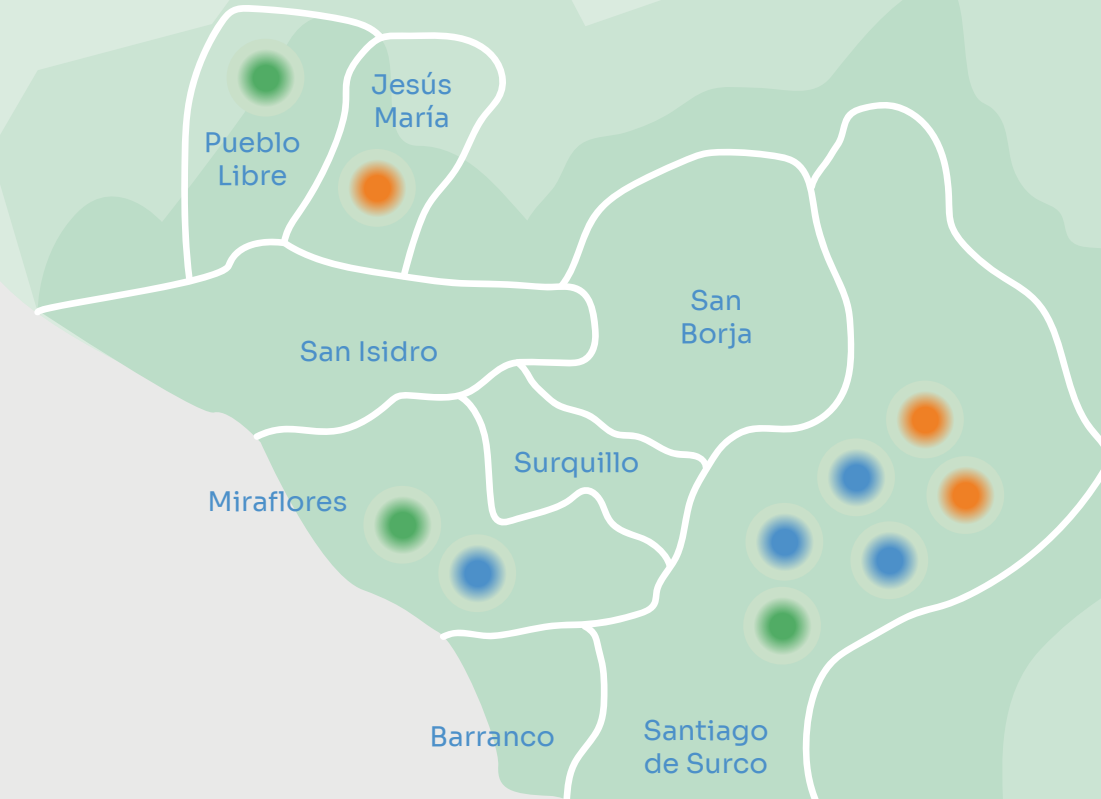 Jesús
María
Pueblo
Libre
San
Borja
San Isidro
Surquillo
Miraflores
Barranco
Santiago
de Surco